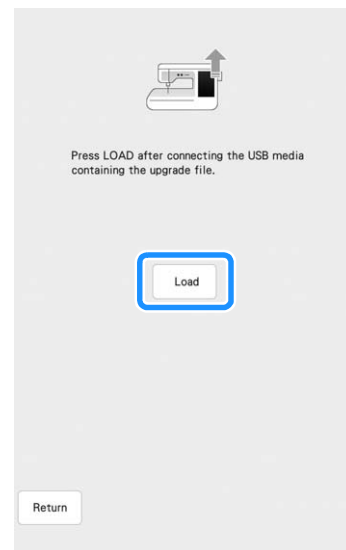 Press LOAD after connecting the USB media
containing the upgrade file.
Load
Return